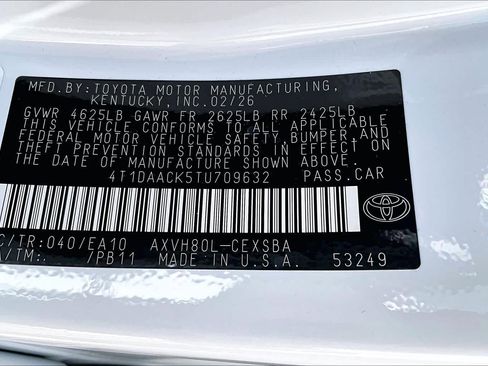 MFD.BY:TOYOTA MOTOR MANUFACTURING,
KENTUCKY,INC.02/26
GVWR 4625LB GAWR FR 2625LB RR 2425LB
THIS VEHICLE CONFORMS TO ALL APPLICABLE
FEDERAL MOTOR VEHICLE SAFETY,BUMPER,AND
THEFT PREVENTION STANDARDS IN EFFECT ON
THE DATE OF MANUFACTURE SHOWN ABOVE.
4T1DAACK5TU709632 PASS.CAR
C/TR:040/EA10 AXVH80L-CEXSBA
/TM: /PB11 MADE IN U.S.A. 53249